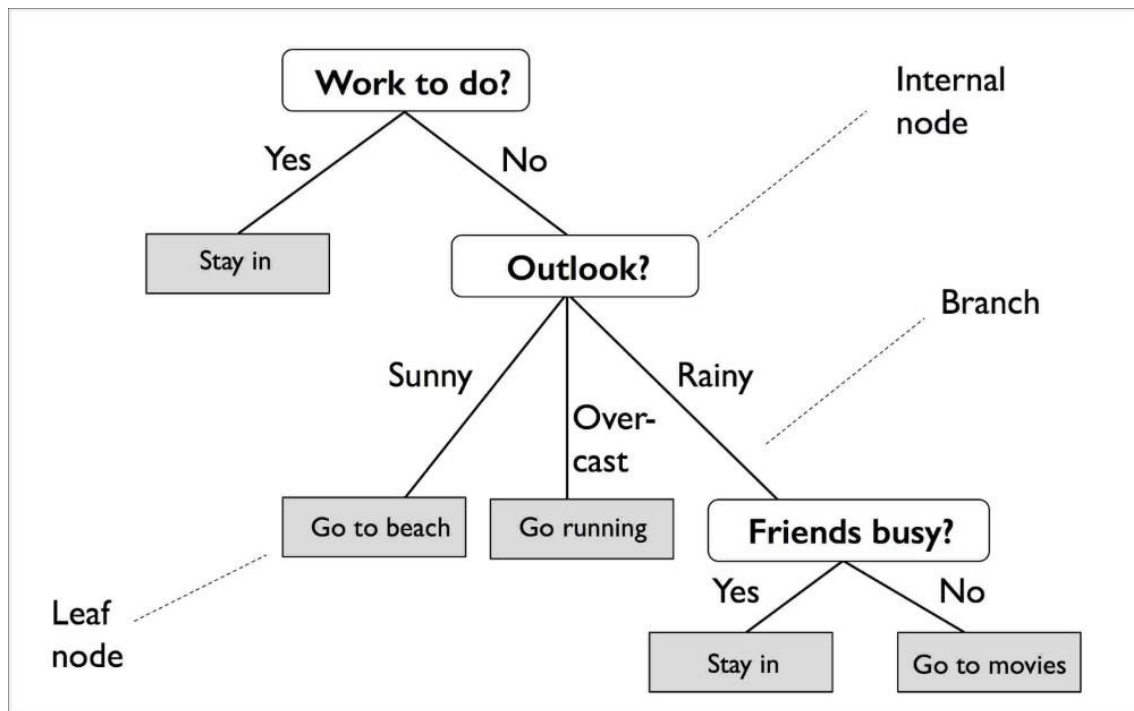 Work to do?
Internal
node
Yes
No
Stay in
Outlook?
Branch
Sunny
Rainy
Over-
cast
Go to beach
Go running
Friends busy?
Yes
No
Leaf
node
Stay in
Go to movies